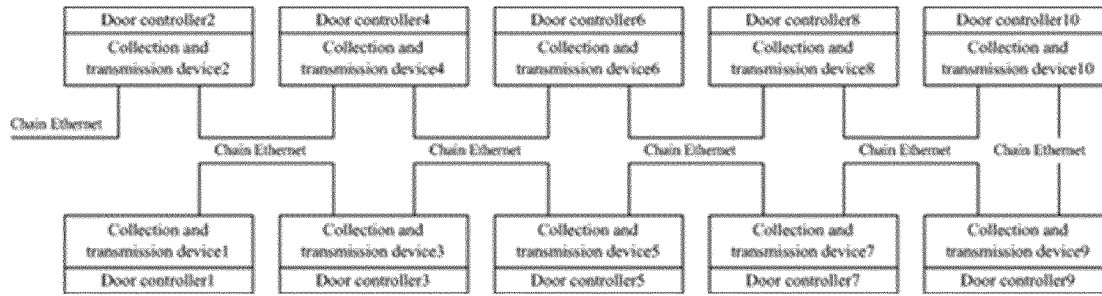 Door controller2
Collection and
transmission device2
Door controller4
Collection and
transmission device4
Door controller6
Collection and
transmission device6
Door controller8
Collection and
transmission device8
Door controller10
Collection and
transmission device10
Chain Ethernet
Chain Ethernet
Chain Ethernet
Chain Ethernet
Chain Ethernet
Chain Ethernet
Collection and
transmission device1
Door controller1
Collection and
transmission device3
Door controller3
Collection and
transmission device5
Door controller5
Collection and
transmission device7
Door controller7
Collection and
transmission device9
Door controller9